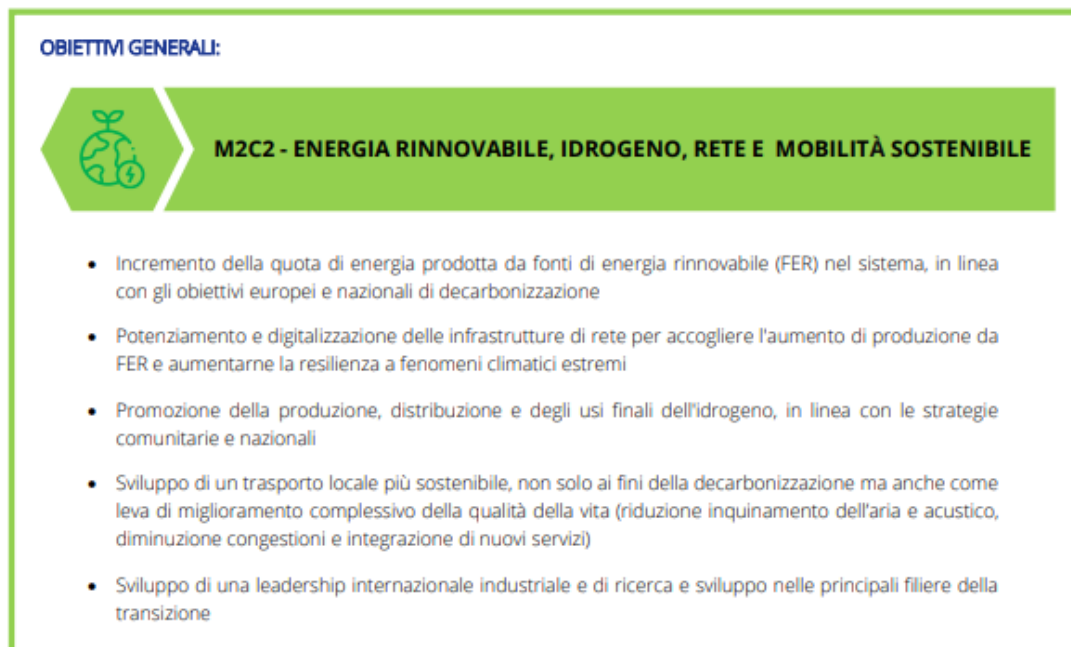 OBIETTIVI GENERALI:
M2C2 - ENERGIA RINNOVABILE, IDROGENO, RETE E MOBILITÀ SOSTENIBILE
• Incremento della quota di energia prodotta da fonti di energia rinnovabile (FER) nel sistema, in linea
con gli obiettivi europei e nazionali di decarbonizzazione
• Potenziamento e digitalizzazione delle infrastrutture di rete per accogliere l'aumento di produzione da
FER e aumentarne la resilienza a fenomeni climatici estremi
• Promozione della produzione, distribuzione e degli usi finali dell'idrogeno, in linea con le strategie
comunitarie e nazionali
• Sviluppo di un trasporto locale più sostenibile, non solo ai fini della decarbonizzazione ma anche come
leva di miglioramento complessivo della qualità della vita (riduzione inquinamento dell'aria e acustico,
diminuzione congestioni e integrazione di nuovi servizi)
• Sviluppo di una leadership internazionale industriale e di ricerca e sviluppo nelle principali filiere della
transizione